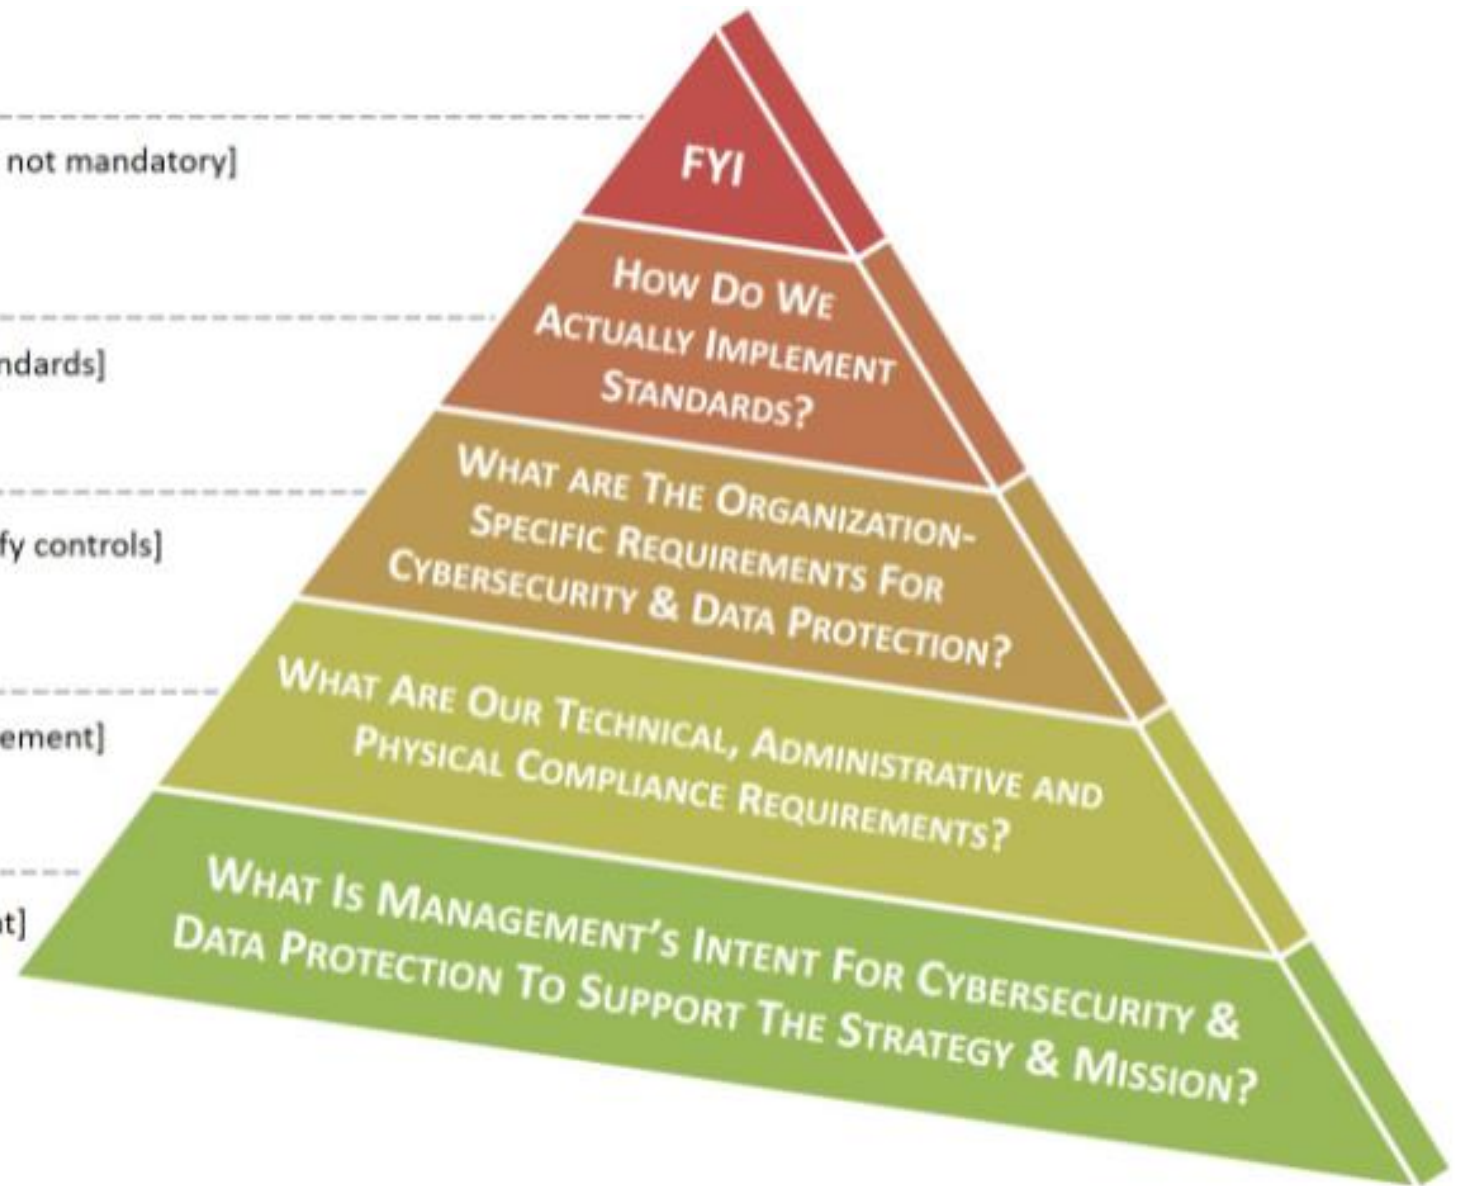 FYI
not mandatory]
HOW DO WE
ACTUALLY IMPLEMENT
STANDARDS?
ndards]
WHAT ARE THE ORGANIZATION-
SPECIFIC REQUIREMENTS FOR
CYBERSECURITY & DATA PROTECTION?
fy controls]
WHAT ARE OUR TECHNICAL, ADMINISTRATIVE AND
PHYSICAL COMPLIANCE REQUIREMENTS?
ement]
WHAT IS MANAGEMENT'S INTENT FOR CYBERSECURITY &
DATA PROTECTION TO SUPPORT THE STRATEGY & MISSION?
t]